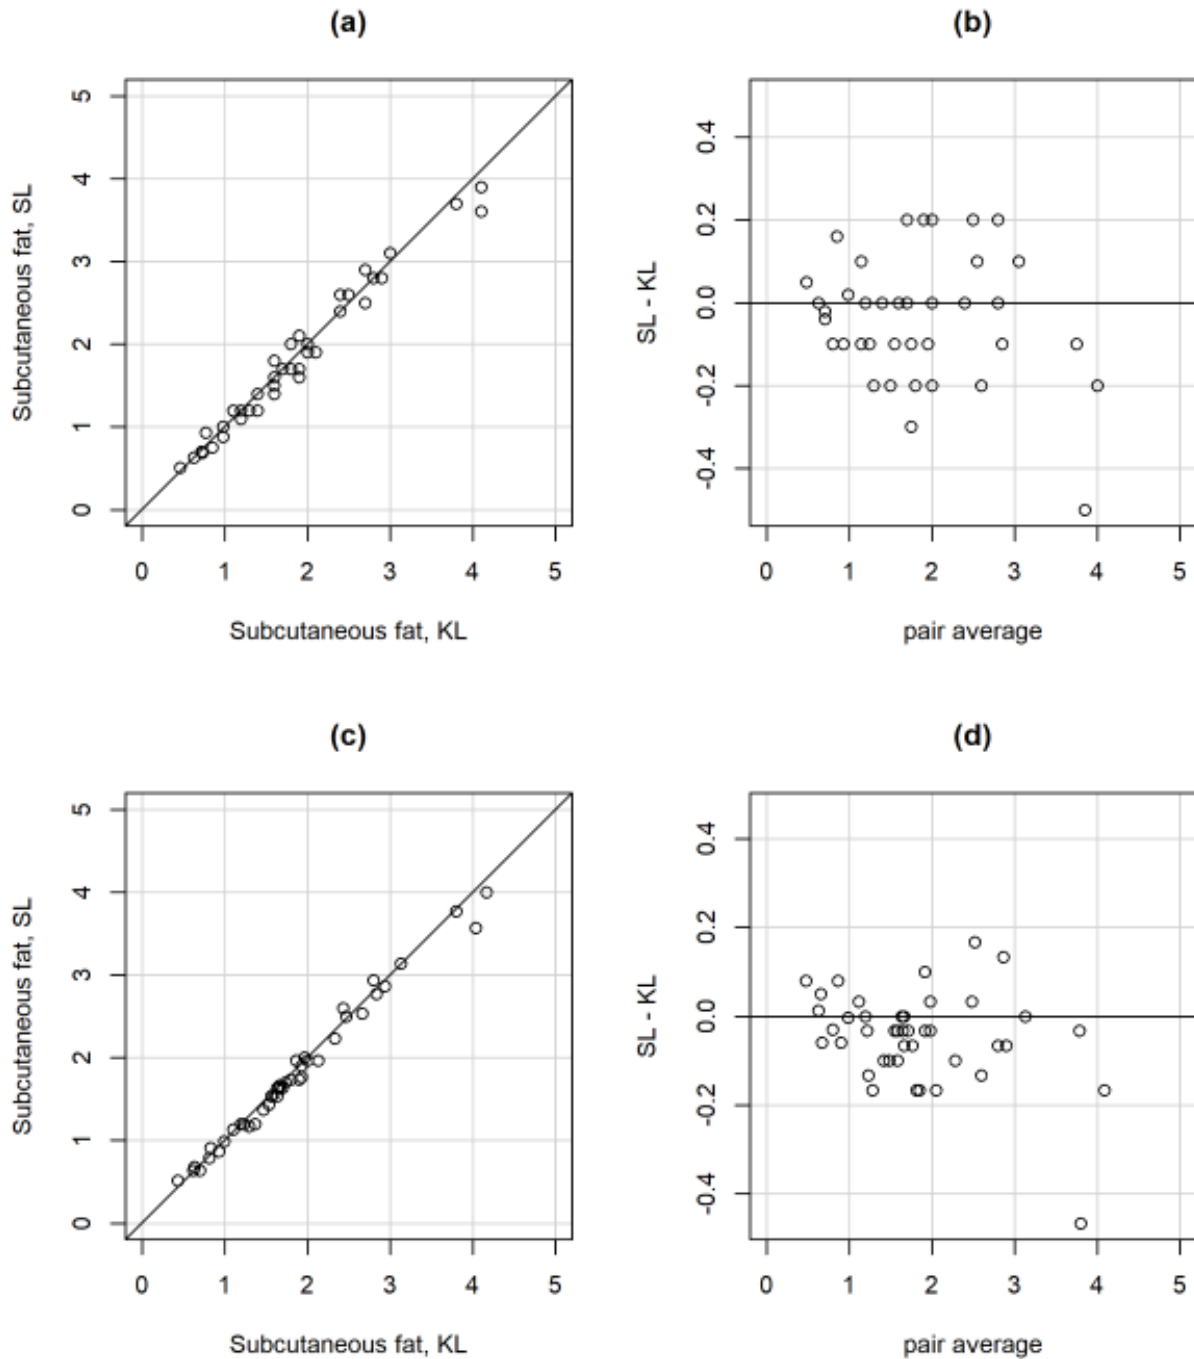 (a)
5
4
3
2
1
0
Subcutaneous fat, SL
0 1 2 3 4 5
Subcutaneous fat, KL
(b)
0.4
0.2
0.0
-0.2
-0.4
SL - KL
0 1 2 3 4 5
pair average
(c)
5
4
3
2
1
0
Subcutaneous fat, SL
0 1 2 3 4 5
Subcutaneous fat, KL
(d)
0.4
0.2
0.0
-0.2
-0.4
SL - KL
0 1 2 3 4 5
pair average